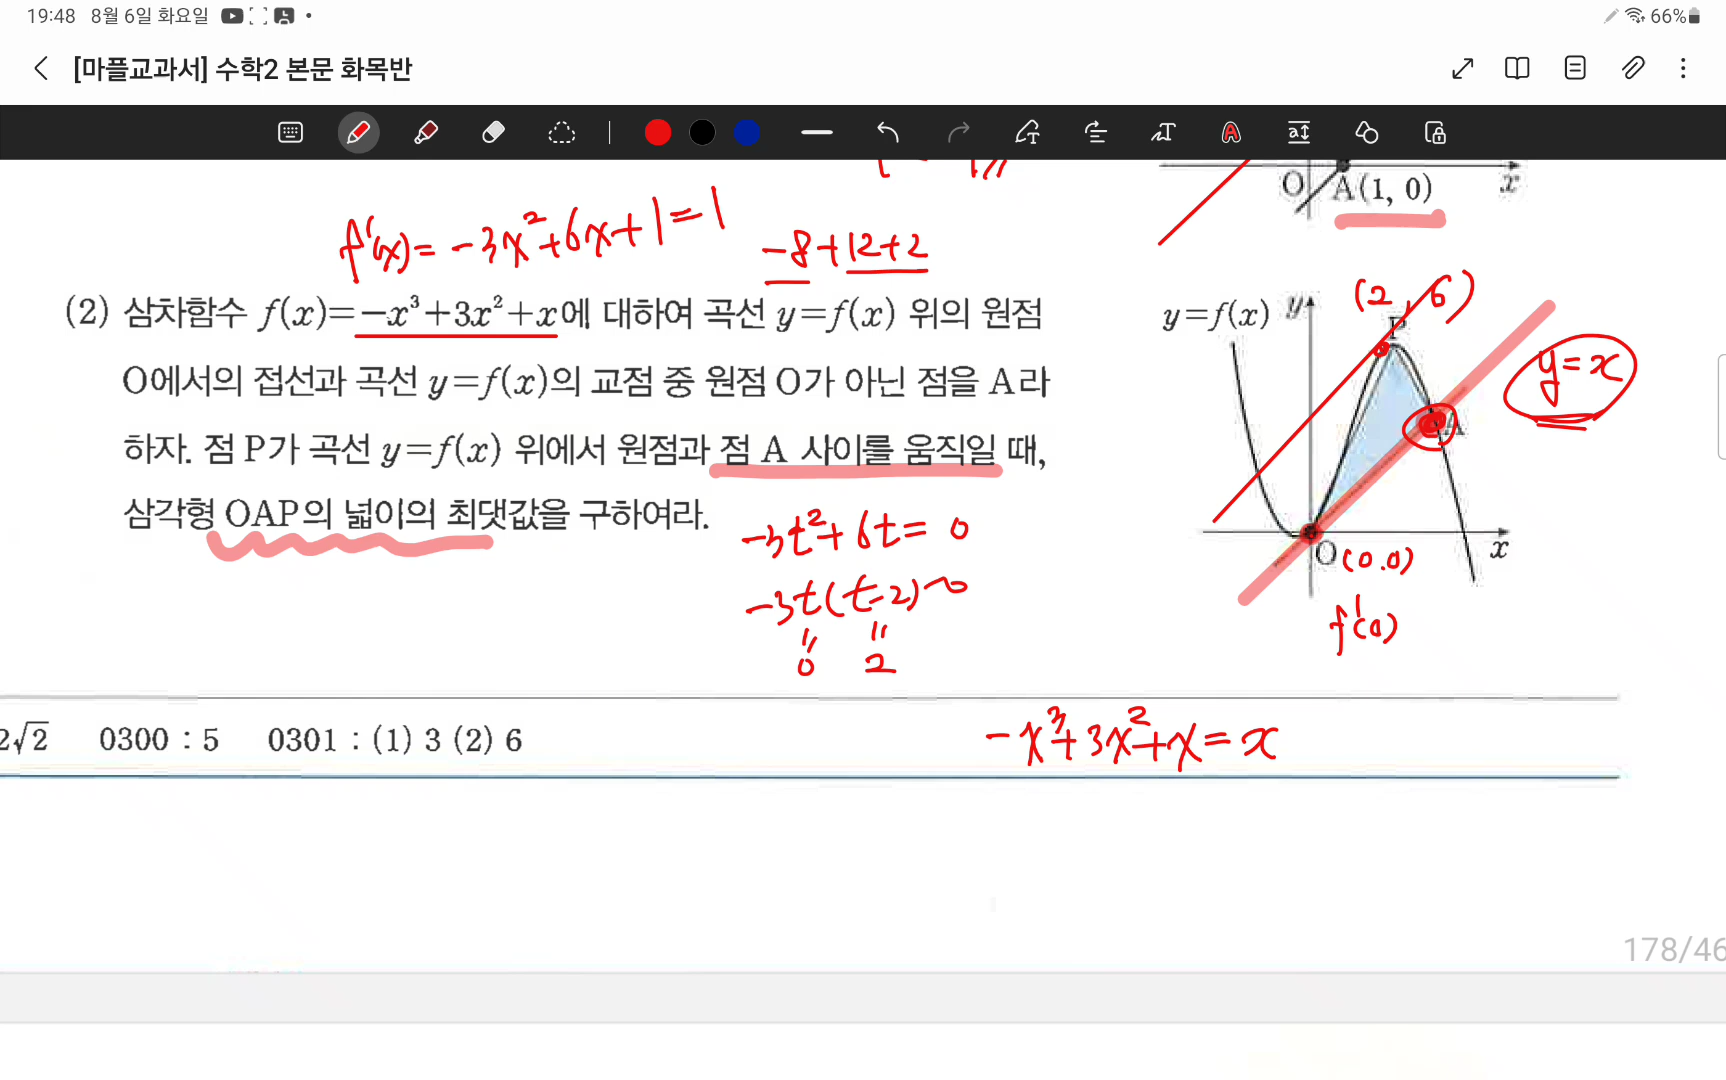 19:48 8월 6일 화요일
66%
[마플교과서] 수학2 본문 화목반
O A(1, 0) x
f'(x)= -3x²+6x+1=1
-8+12+2
(2) 삼차함수 f(x)=-x³+3x²+x에 대하여 곡선 y=f(x) 위의 원점
O에서의 접선과 곡선 y=f(x)의 교점 중 원점 O가 아닌 점을 A라
하자. 점 P가 곡선 y=f(x) 위에서 원점과 점 A 사이를 움직일 때,
삼각형 OAP의 넓이의 최댓값을 구하여라.
(2, 6)
y=f(x) y
P
y=x
A
O (0.0) x
f'(0)
-3t²+6t= 0
-3t(t-2)=0
0 2
2√2 0300 : 5 0301 : (1) 3 (2) 6
-x³+3x²+x=x
178/46